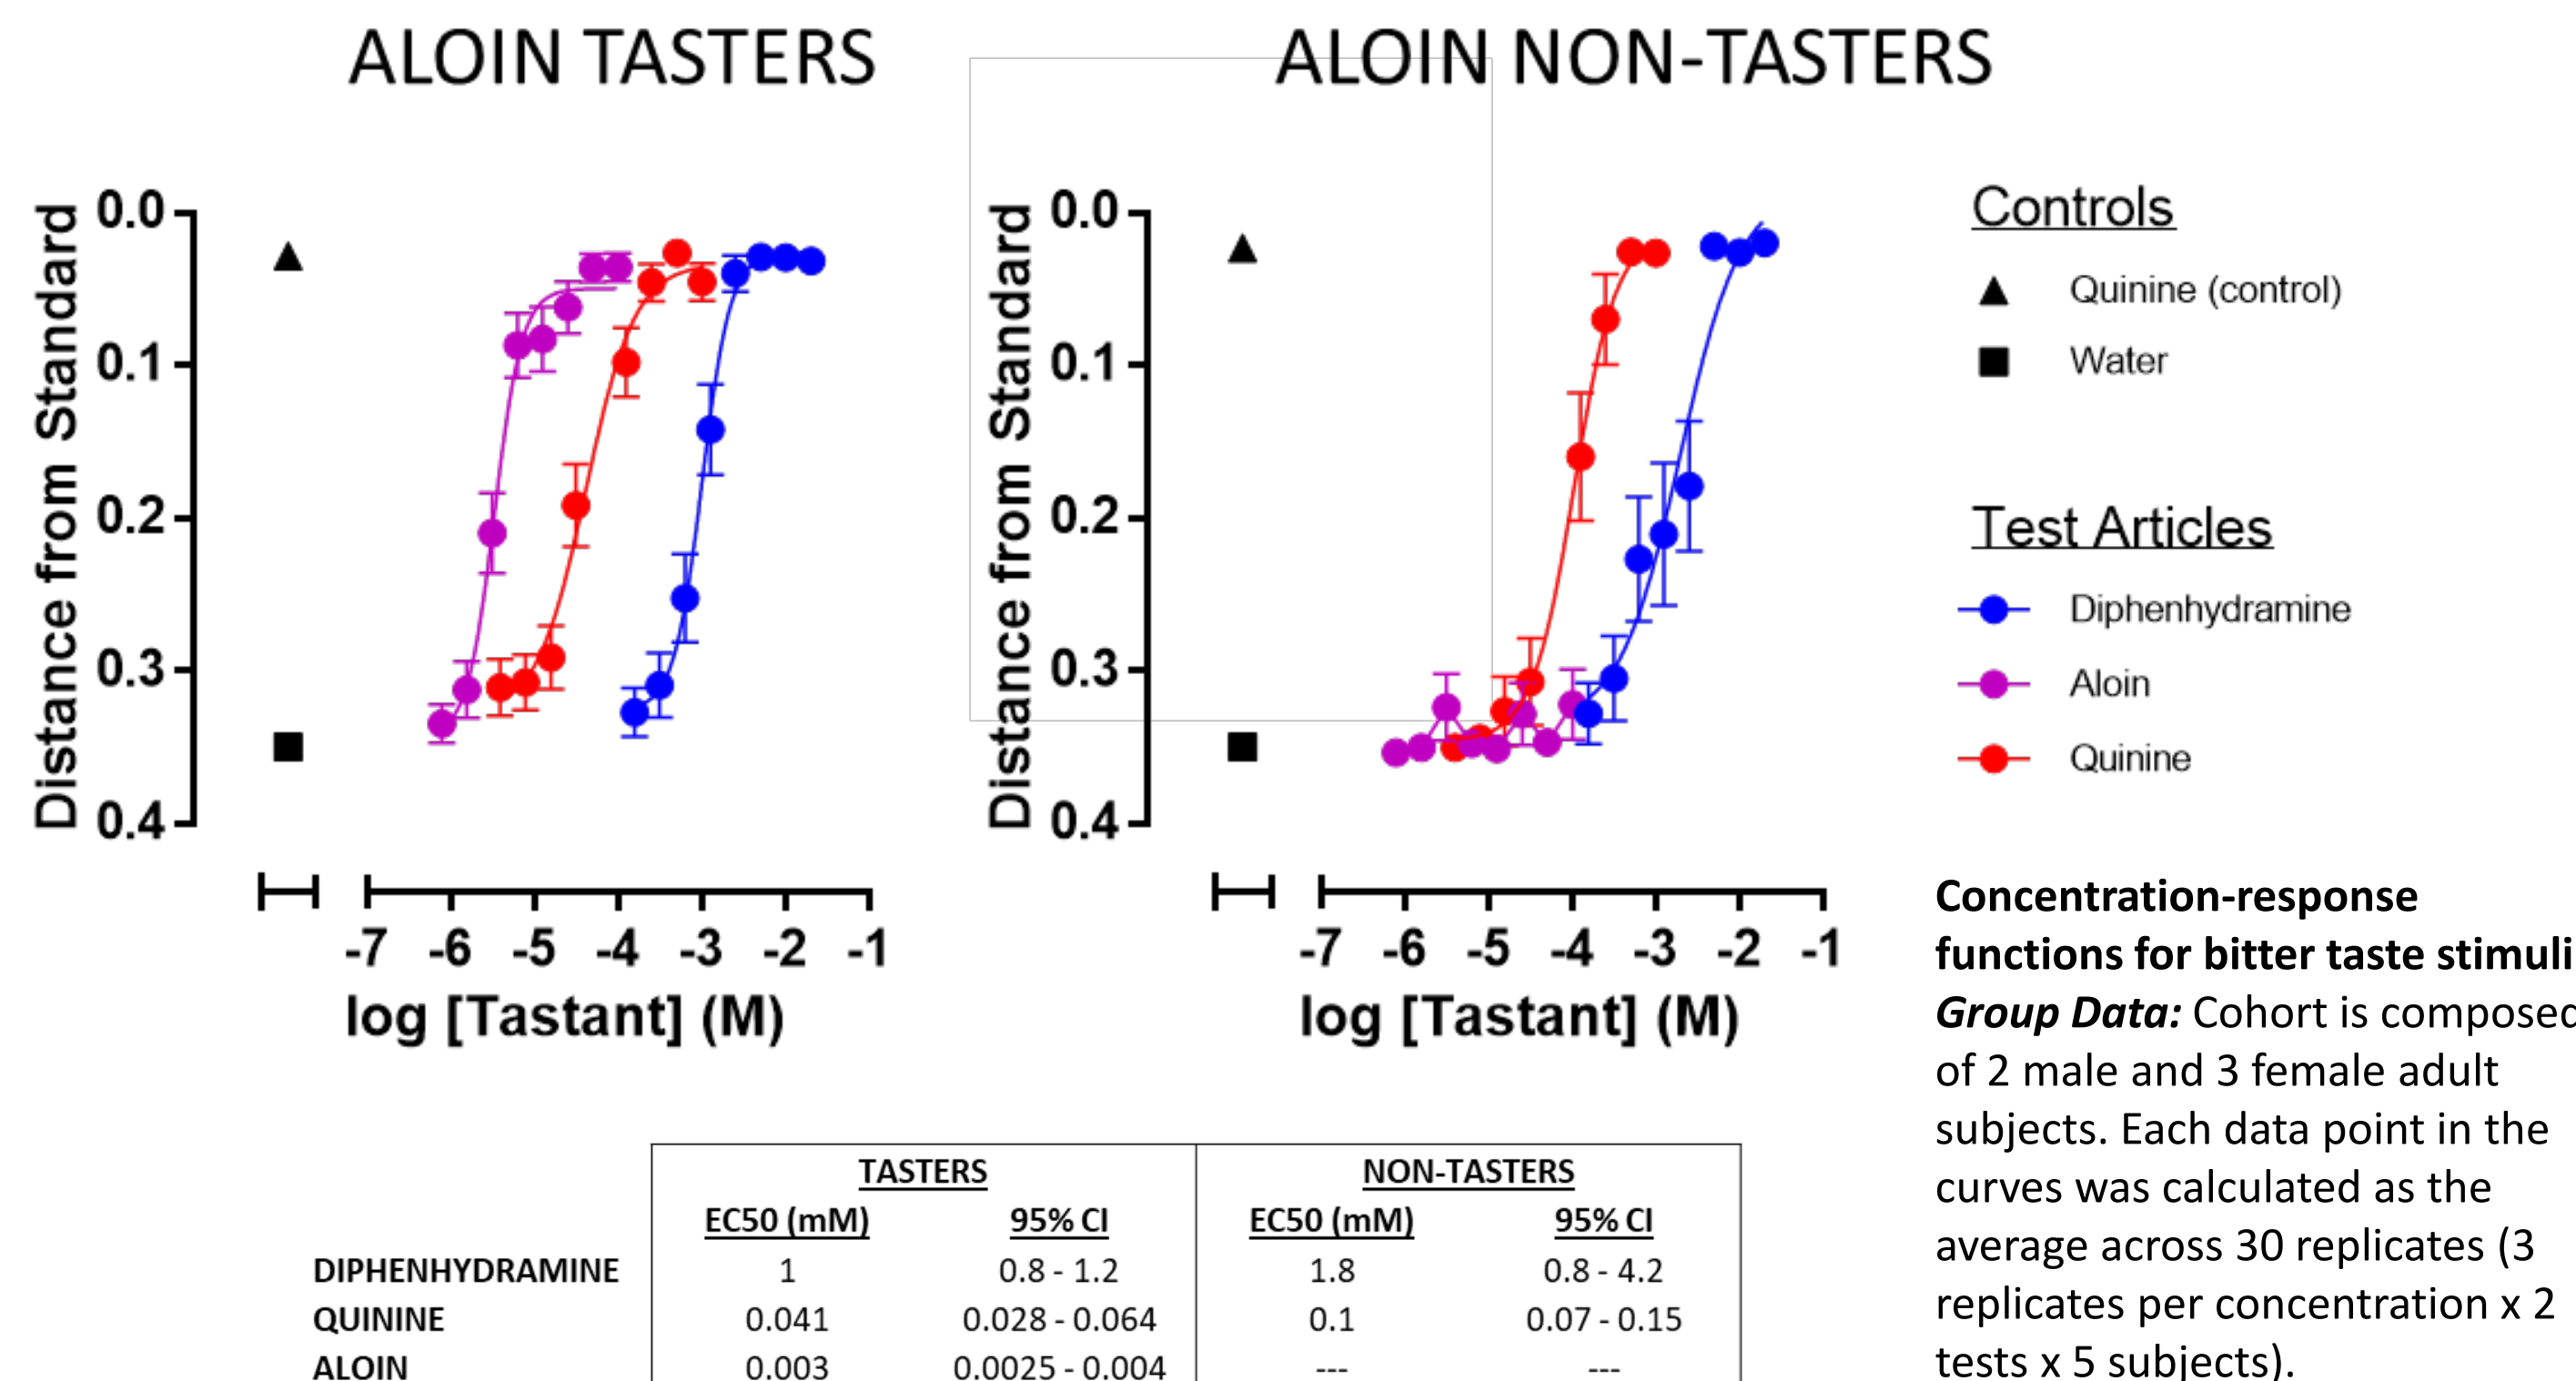 ALOIN TASTERS
Distance from Standard
0.0
0.1
0.2
0.3
0.4
-7 -6 -5 -4 -3 -2 -1
log [Tastant] (M)
ALOIN NON-TASTERS
Distance from Standard
0.0
0.1
0.2
0.3
0.4
-7 -6 -5 -4 -3 -2 -1
log [Tastant] (M)
Controls
Quinine (control)
Water
Test Articles
Diphenhydramine
Aloin
Quinine
Concentration-response
functions for bitter taste stimuli
Group Data: Cohort is composed
of 2 male and 3 female adult
subjects. Each data point in the
curves was calculated as the
average across 30 replicates (3
replicates per concentration x 2
tests x 5 subjects).
TASTERS NON-TASTERS
EC50 (mM) 95% CI EC50 (mM) 95% CI
DIPHENHYDRAMINE 1 0.8 - 1.2 1.8 0.8 - 4.2
QUININE 0.041 0.028 - 0.064 0.1 0.07 - 0.15
ALOIN 0.003 0.0025 - 0.004 --- ---